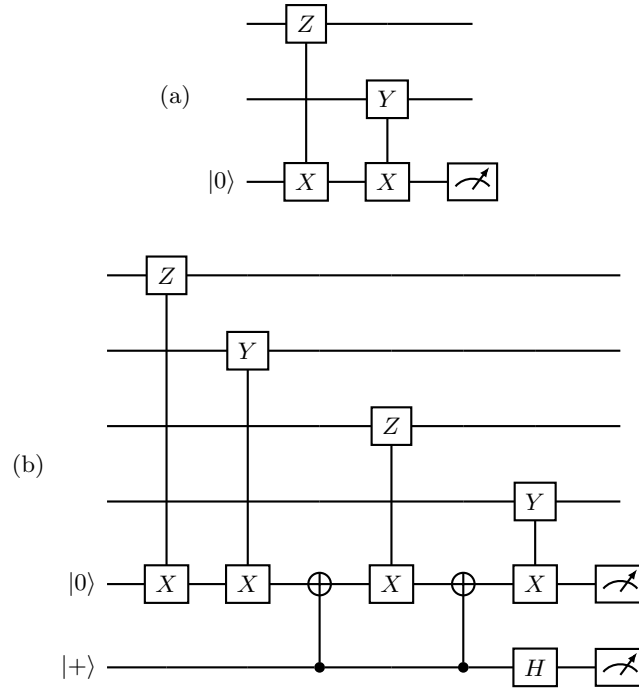 Z
(a) Y
|0⟩ X X
Z
Y
Z
(b)
Y
|0⟩ X X X X
|+⟩ H